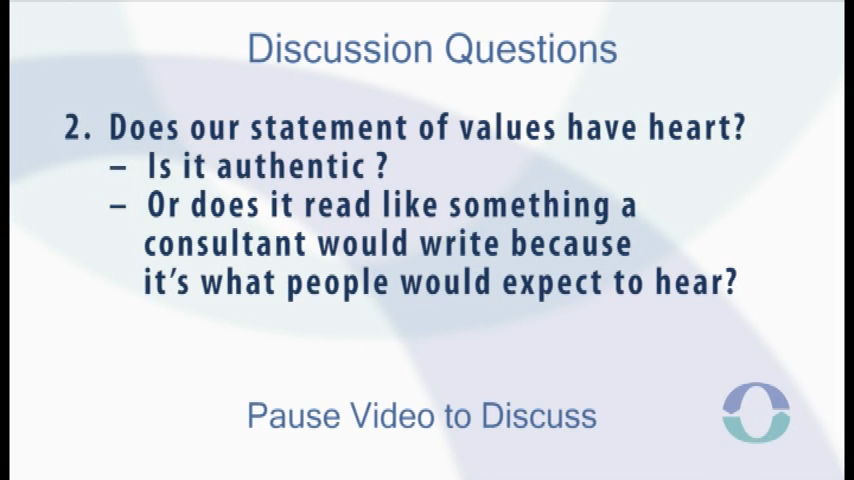 Discussion Questions
2. Does our statement of values have heart?
– Is it authentic ?
– Or does it read like something a
consultant would write because
it's what people would expect to hear?
Pause Video to Discuss